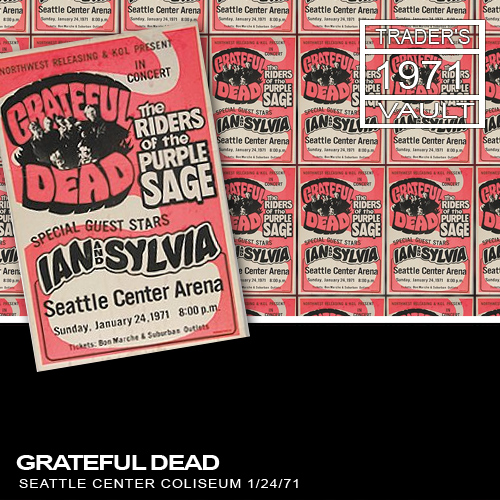 NORTHWEST RELEASING & KOL PRESENT
IN
CONCERT
GRATEFUL
DEAD
the
RIDERS
of the
PURPLE
SAGE
SPECIAL GUEST STARS
IAN AND SYLVIA
Seattle Center Arena
Sunday, January 24,1971 8:00 p.m.
Tickets: Bon Marche & Suburban Outlets
TRADER'S
1971
VAULT
GRATEFUL DEAD
SEATTLE CENTER COLISEUM 1/24/71